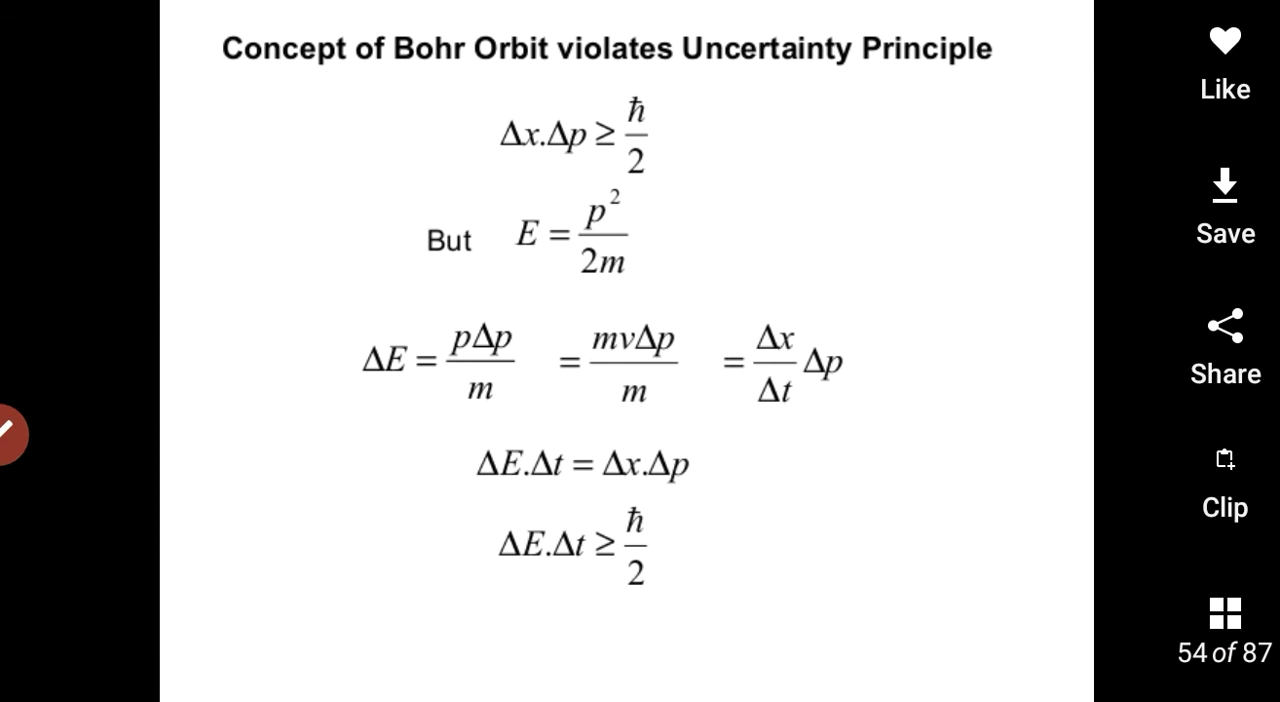 Concept of Bohr Orbit violates Uncertainty Principle
Δx.Δp ≥ ħ/2
But E = p²/2m
ΔE = pΔp/m = mvΔp/m = Δx/Δt Δp
ΔE.Δt = Δx.Δp
ΔE.Δt ≥ ħ/2
Like
Save
Share
Clip
54 of 87